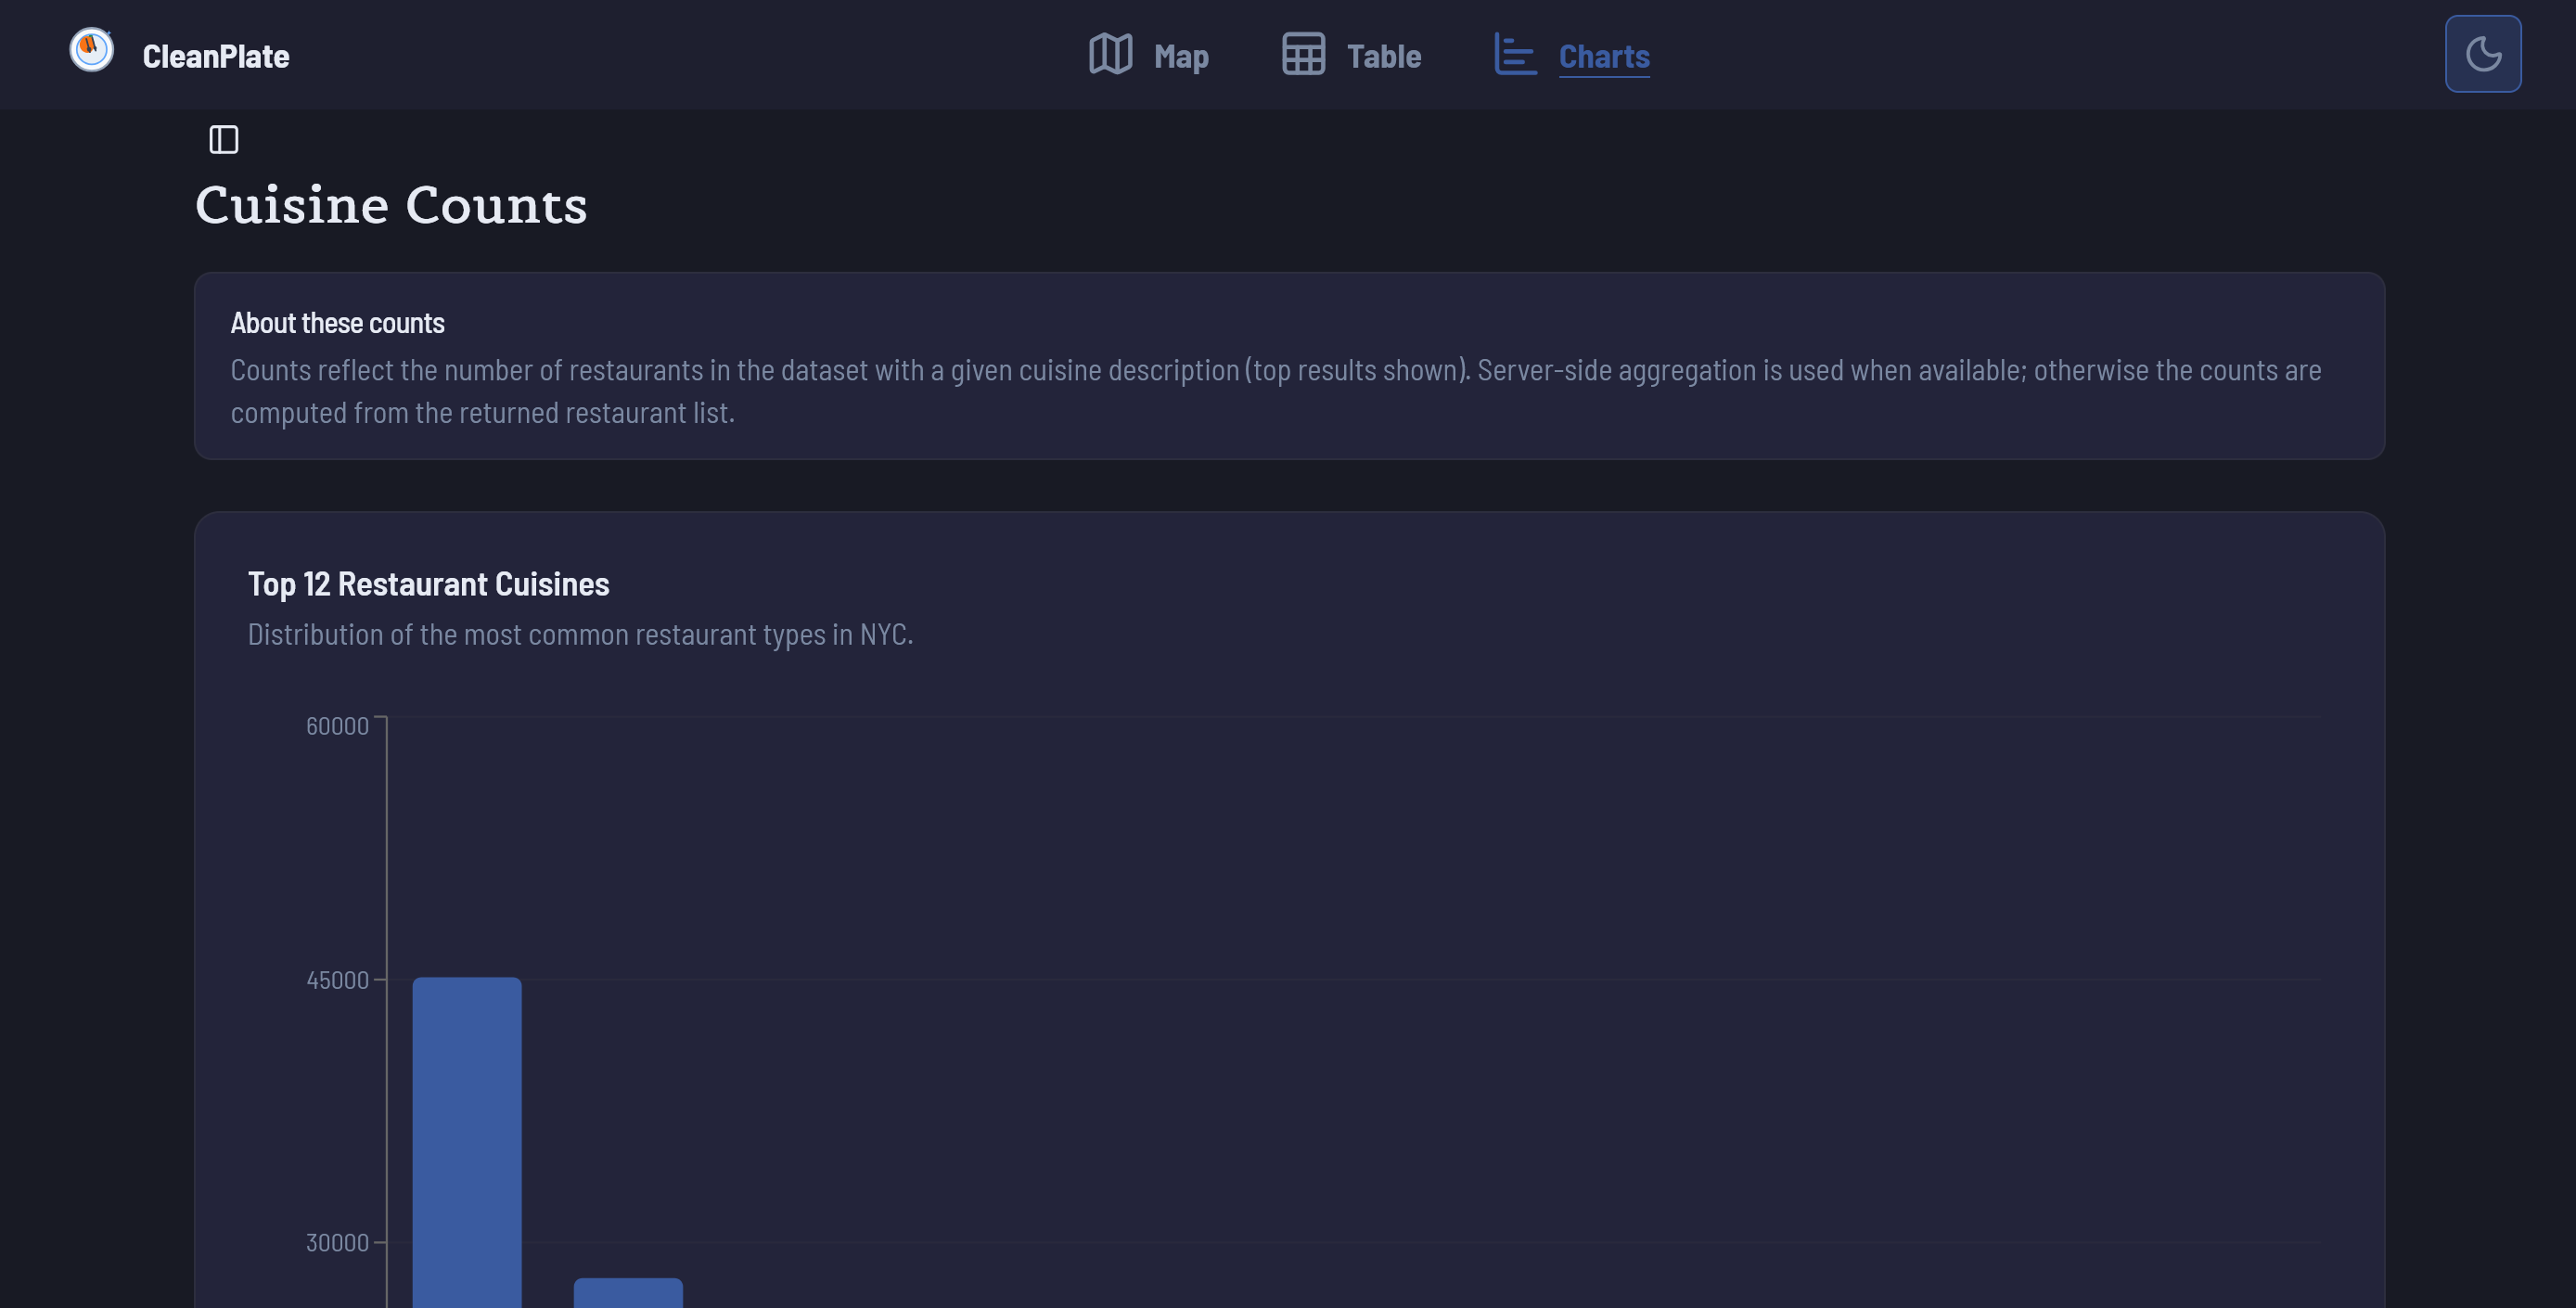 CleanPlate
Map
Table
Charts
Cuisine Counts
About these counts
Counts reflect the number of restaurants in the dataset with a given cuisine description (top results shown). Server-side aggregation is used when available; otherwise the counts are
computed from the returned restaurant list.
Top 12 Restaurant Cuisines
Distribution of the most common restaurant types in NYC.
60000
45000
30000